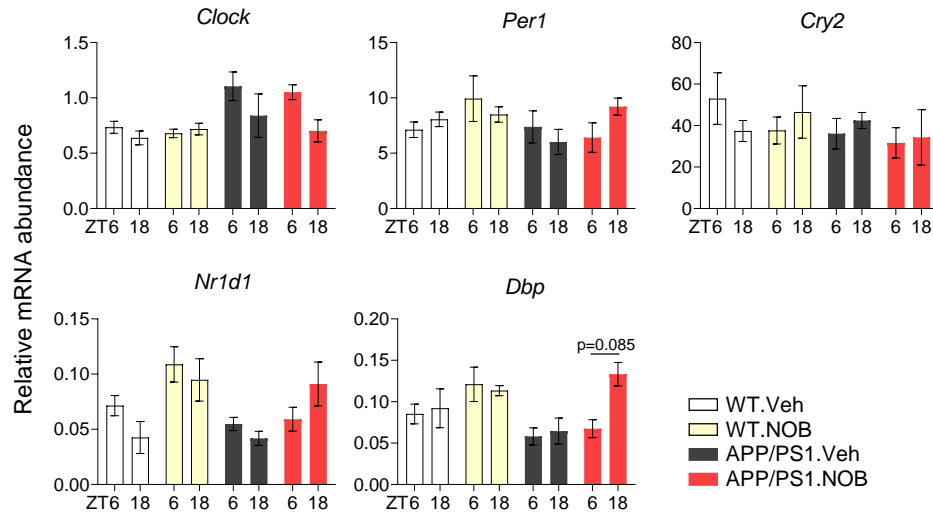 Clock
Per1
Cry2
1.5
1.0
0.5
0.0
ZT6 18 6 18 6 18 6 18
15
10
5
0
ZT6 18 6 18 6 18 6 18
80
60
40
20
0
ZT6 18 6 18 6 18 6 18
Relative mRNA abundance
Nr1d1
Dbp
0.15
0.10
0.05
0.00
ZT6 18 6 18 6 18 6 18
0.20
0.15
0.10
0.05
0.00
p=0.085
ZT6 18 6 18 6 18 6 18
WT.Veh
WT.NOB
APP/PS1.Veh
APP/PS1.NOB